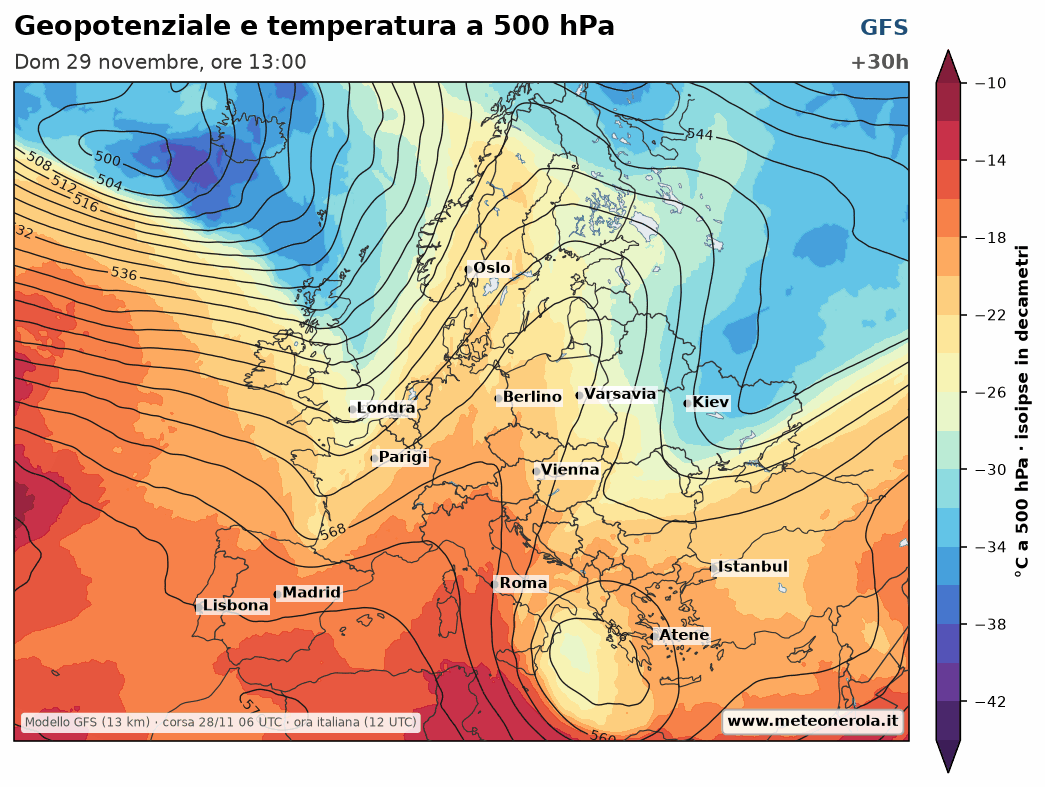 Geopotenziale e temperatura a 500 hPa
GFS
Dom 29 novembre, ore 13:00
+30h
−10
−14
−18
−22
−26
−30
−34
−38
−42
°C a 500 hPa · isoipse in decametri
544
500
504
508
512
516
32
536
Oslo
Londra
Berlino
Varsavia
Kiev
Parigi
Vienna
568
Istanbul
Roma
Madrid
Lisbona
Atene
57
560
Modello GFS (13 km) · corsa 28/11 06 UTC · ora italiana (12 UTC)
www.meteonerola.it